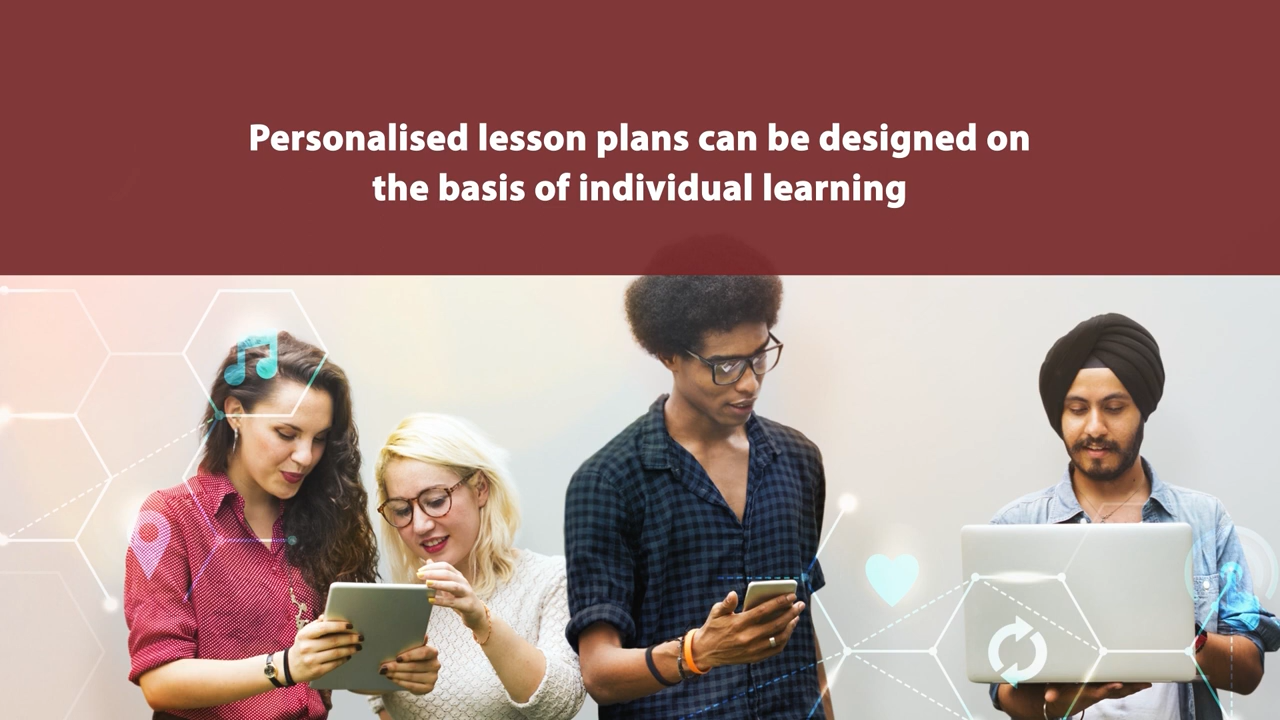 Personalised lesson plans can be designed on
the basis of individual learning